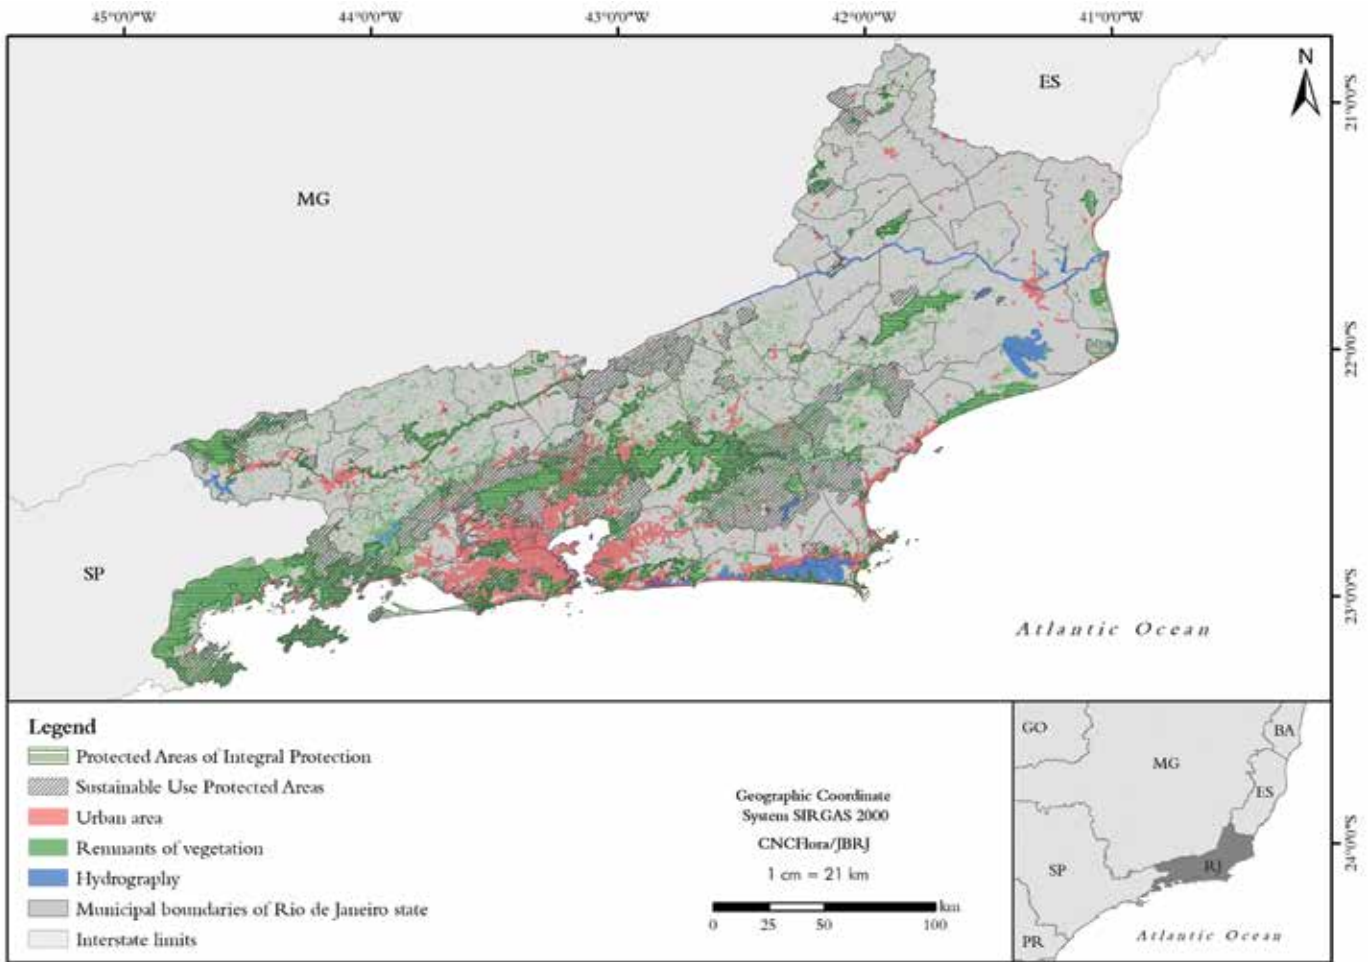 45°0'0"W 44°0'0"W 43°0'0"W 42°0'0"W 41°0'0"W
N
ES
21°0'0"S
MG
22°0'0"S
SP
23°0'0"S
Atlantic Ocean
Legend
Protected Areas of Integral Protection
Sustainable Use Protected Areas
Urban area
Remnants of vegetation
Hydrography
Municipal boundaries of Rio de Janeiro state
Interstate limits
Geographic Coordinate
System SIRGAS 2000
CNCFlora/JBRJ
1 cm = 21 km
km
0 25 50 100
GO
BA
MG
ES
24°0'0"S
SP
RJ
PR
Atlantic Ocean